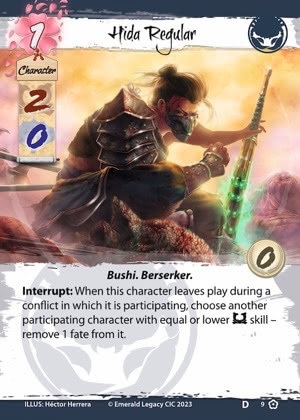 Hida Regular
1
Character
2
0
0
Bushi. Berserker.
Interrupt: When this character leaves play during a
conflict in which it is participating, choose another
participating character with equal or lower skill –
remove 1 fate from it.
ILLUS: Héctor Herrera © Emerald Legacy CIC 2023 D 9